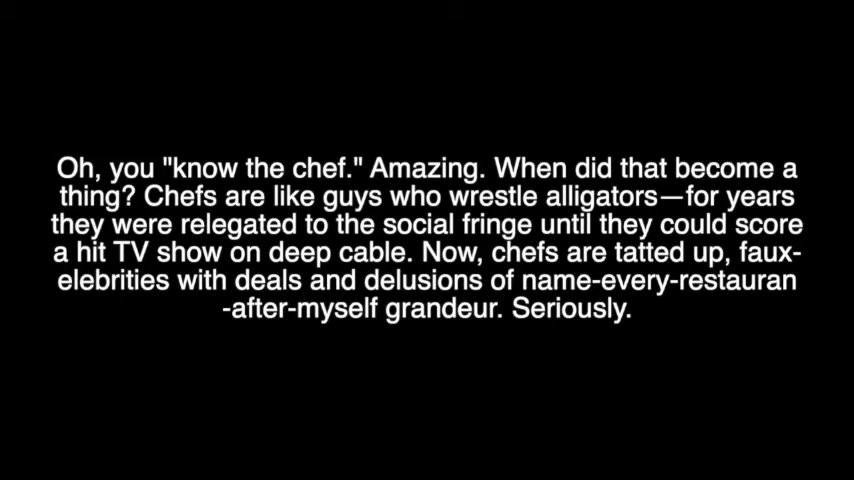 Oh, you "know the chef." Amazing. When did that become a
thing? Chefs are like guys who wrestle alligators—for years
they were relegated to the social fringe until they could score
a hit TV show on deep cable. Now, chefs are tatted up, faux-
elebrities with deals and delusions of name-every-restauran
-after-myself grandeur. Seriously.